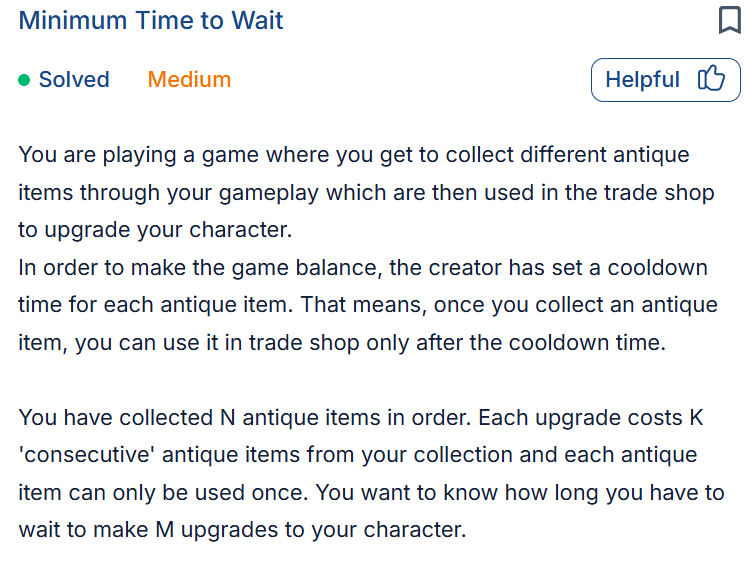 Minimum Time to Wait
Solved Medium Helpful
You are playing a game where you get to collect different antique
items through your gameplay which are then used in the trade shop
to upgrade your character.
In order to make the game balance, the creator has set a cooldown
time for each antique item. That means, once you collect an antique
item, you can use it in trade shop only after the cooldown time.
You have collected N antique items in order. Each upgrade costs K
'consecutive' antique items from your collection and each antique
item can only be used once. You want to know how long you have to
wait to make M upgrades to your character.